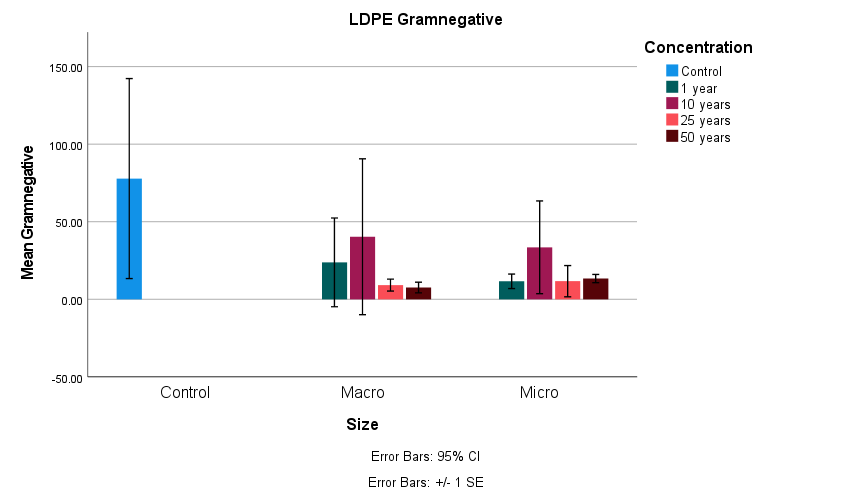 LDPE Gramnegative
Concentration
Control
1 year
10 years
25 years
50 years
Mean Gramnegative
150.00
100.00
50.00
0.00
-50.00
Control
Macro
Micro
Size
Error Bars: 95% CI
Error Bars: +/- 1 SE